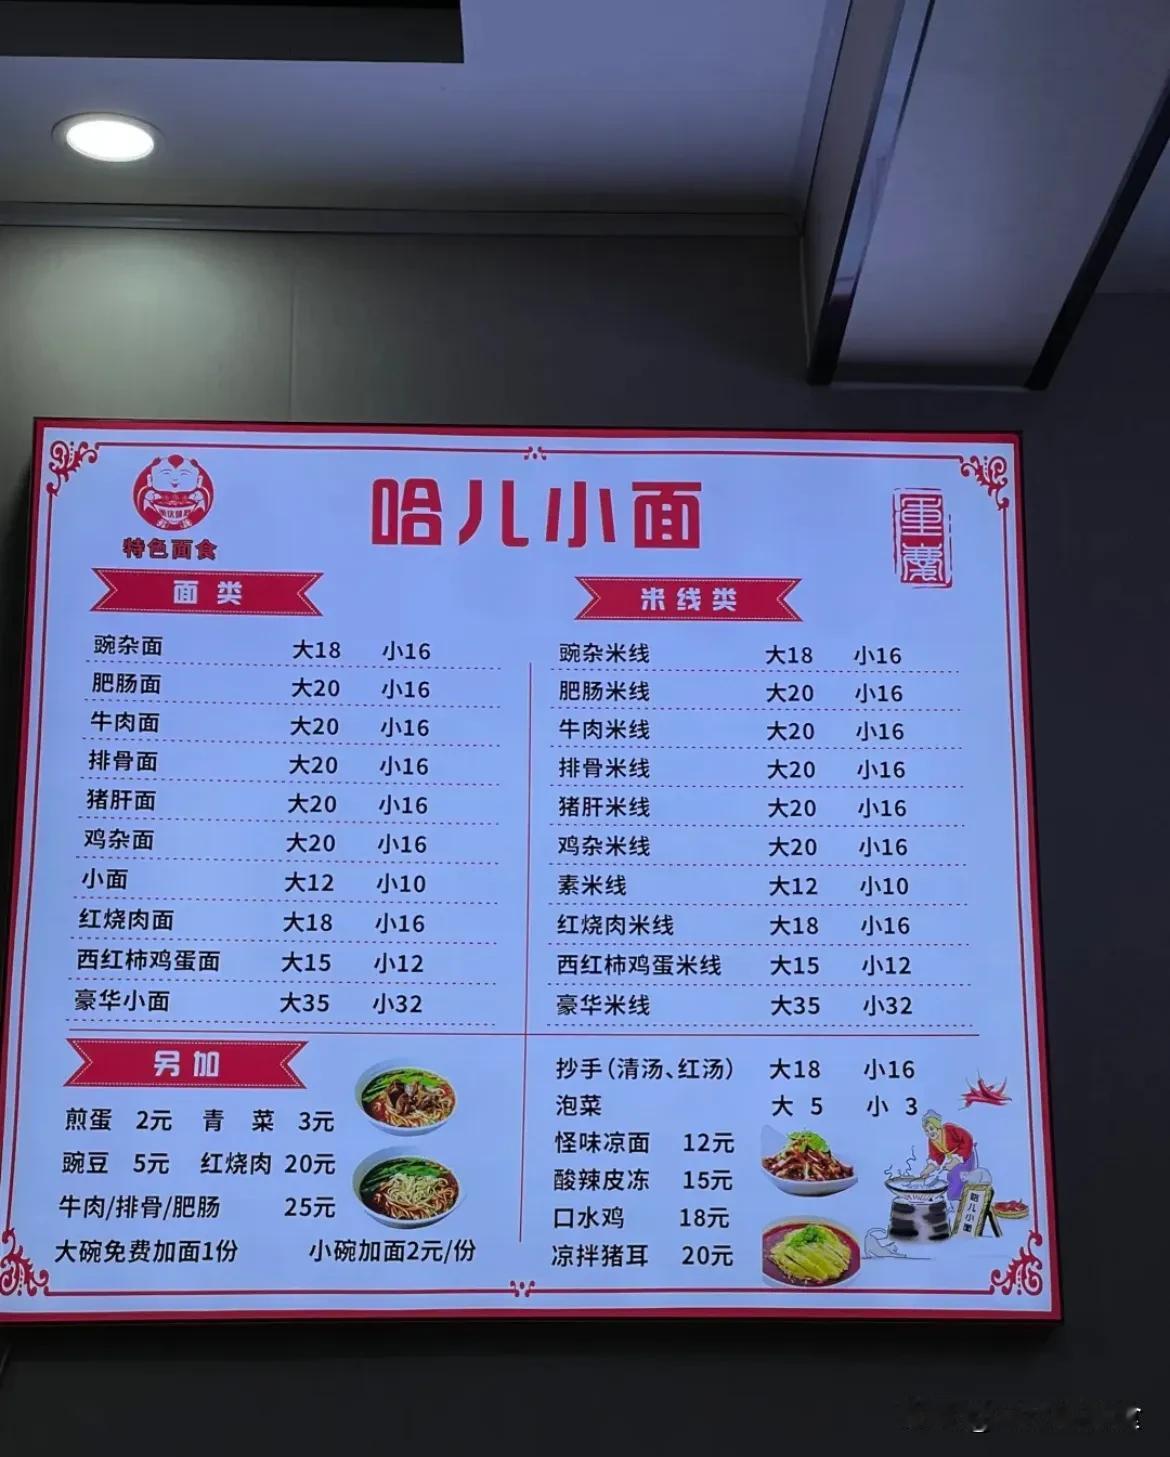 哈儿小面
特色面食
重庆
面类
豌杂面 大18 小16
肥肠面 大20 小16
牛肉面 大20 小16
排骨面 大20 小16
猪肝面 大20 小16
鸡杂面 大20 小16
小面 大12 小10
红烧肉面 大18 小16
西红柿鸡蛋面 大15 小12
豪华小面 大35 小32
米线类
豌杂米线 大18 小16
肥肠米线 大20 小16
牛肉米线 大20 小16
排骨米线 大20 小16
猪肝米线 大20 小16
鸡杂米线 大20 小16
素米线 大12 小10
红烧肉米线 大18 小16
西红柿鸡蛋米线 大15 小12
豪华米线 大35 小32
另加
煎蛋 2元 青菜 3元
豌豆 5元 红烧肉 20元
牛肉/排骨/肥肠 25元
大碗免费加面1份 小碗加面2元/份
抄手(清汤、红汤) 大18 小16
泡菜 大 5 小 3
怪味凉面 12元
酸辣皮冻 15元
口水鸡 18元
凉拌猪耳 20元
哈儿小面